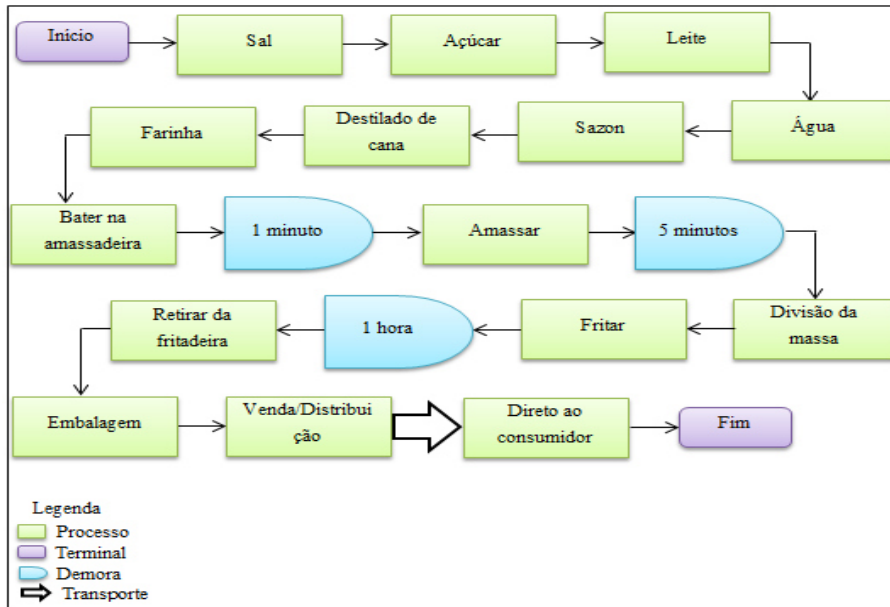 Inicio
Sal
Açúcar
Leite
Água
Sazon
Destilado de
cana
Farinha
Bater na
amassadeira
1 minuto
Amassar
5 minutos
Divisão da
massa
Fritar
1 hora
Retirar da
fritadeira
Embalagem
Venda/Distribui
ção
Direto ao
consumidor
Fim
Legenda
Processo
Terminal
Demora
Transporte